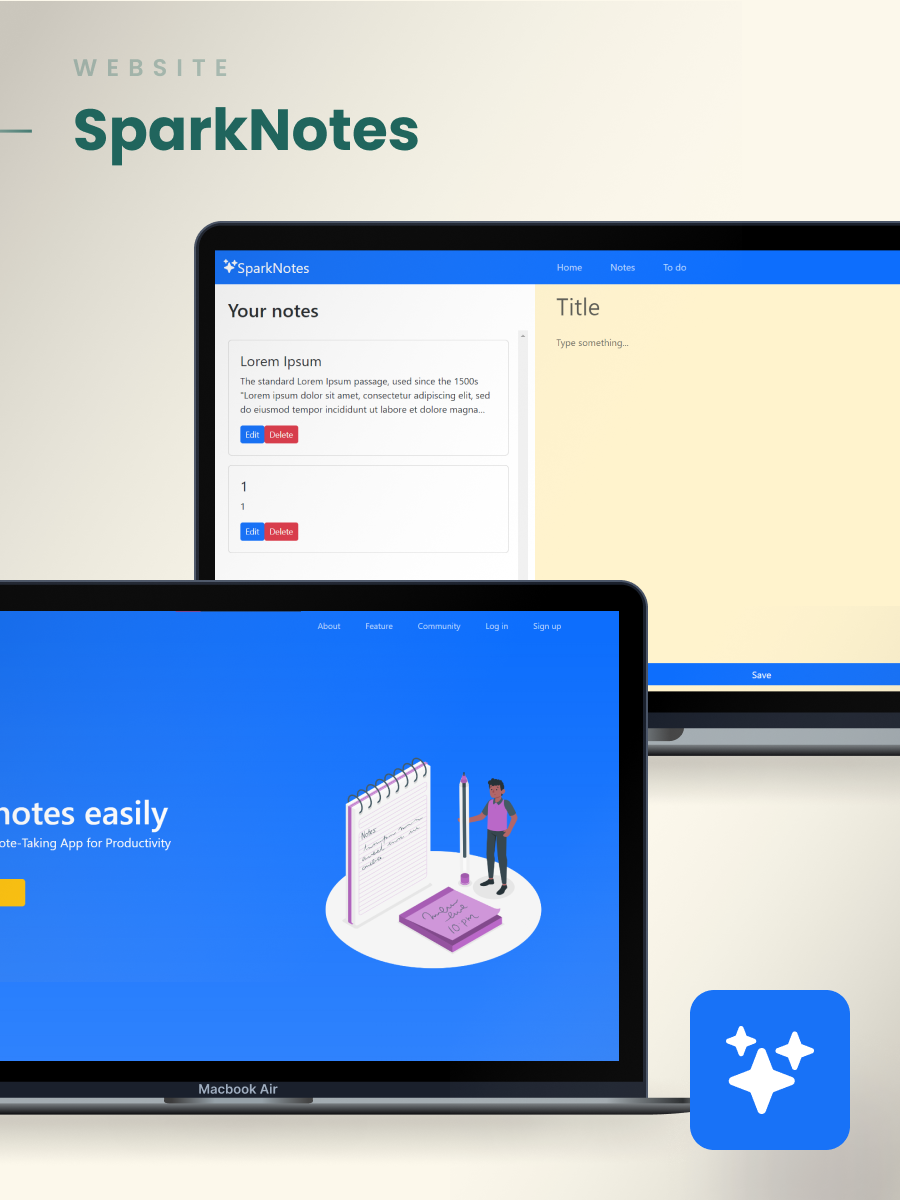 WEBSITE
SparkNotes
SparkNotes
Home
Notes
To do
Your notes
Lorem Ipsum
The standard Lorem Ipsum passage, used since the 1500s
"Lorem ipsum dolor sit amet, consectetur adipiscing elit, sed
do eiusmod tempor incididunt ut labore et dolore magna...
Edit
Delete
1
1
Edit
Delete
Title
Type something...
Save
About
Feature
Community
Log in
Sign up
notes easily
ote-Taking App for Productivity
Notes:
10 pm
Macbook Air